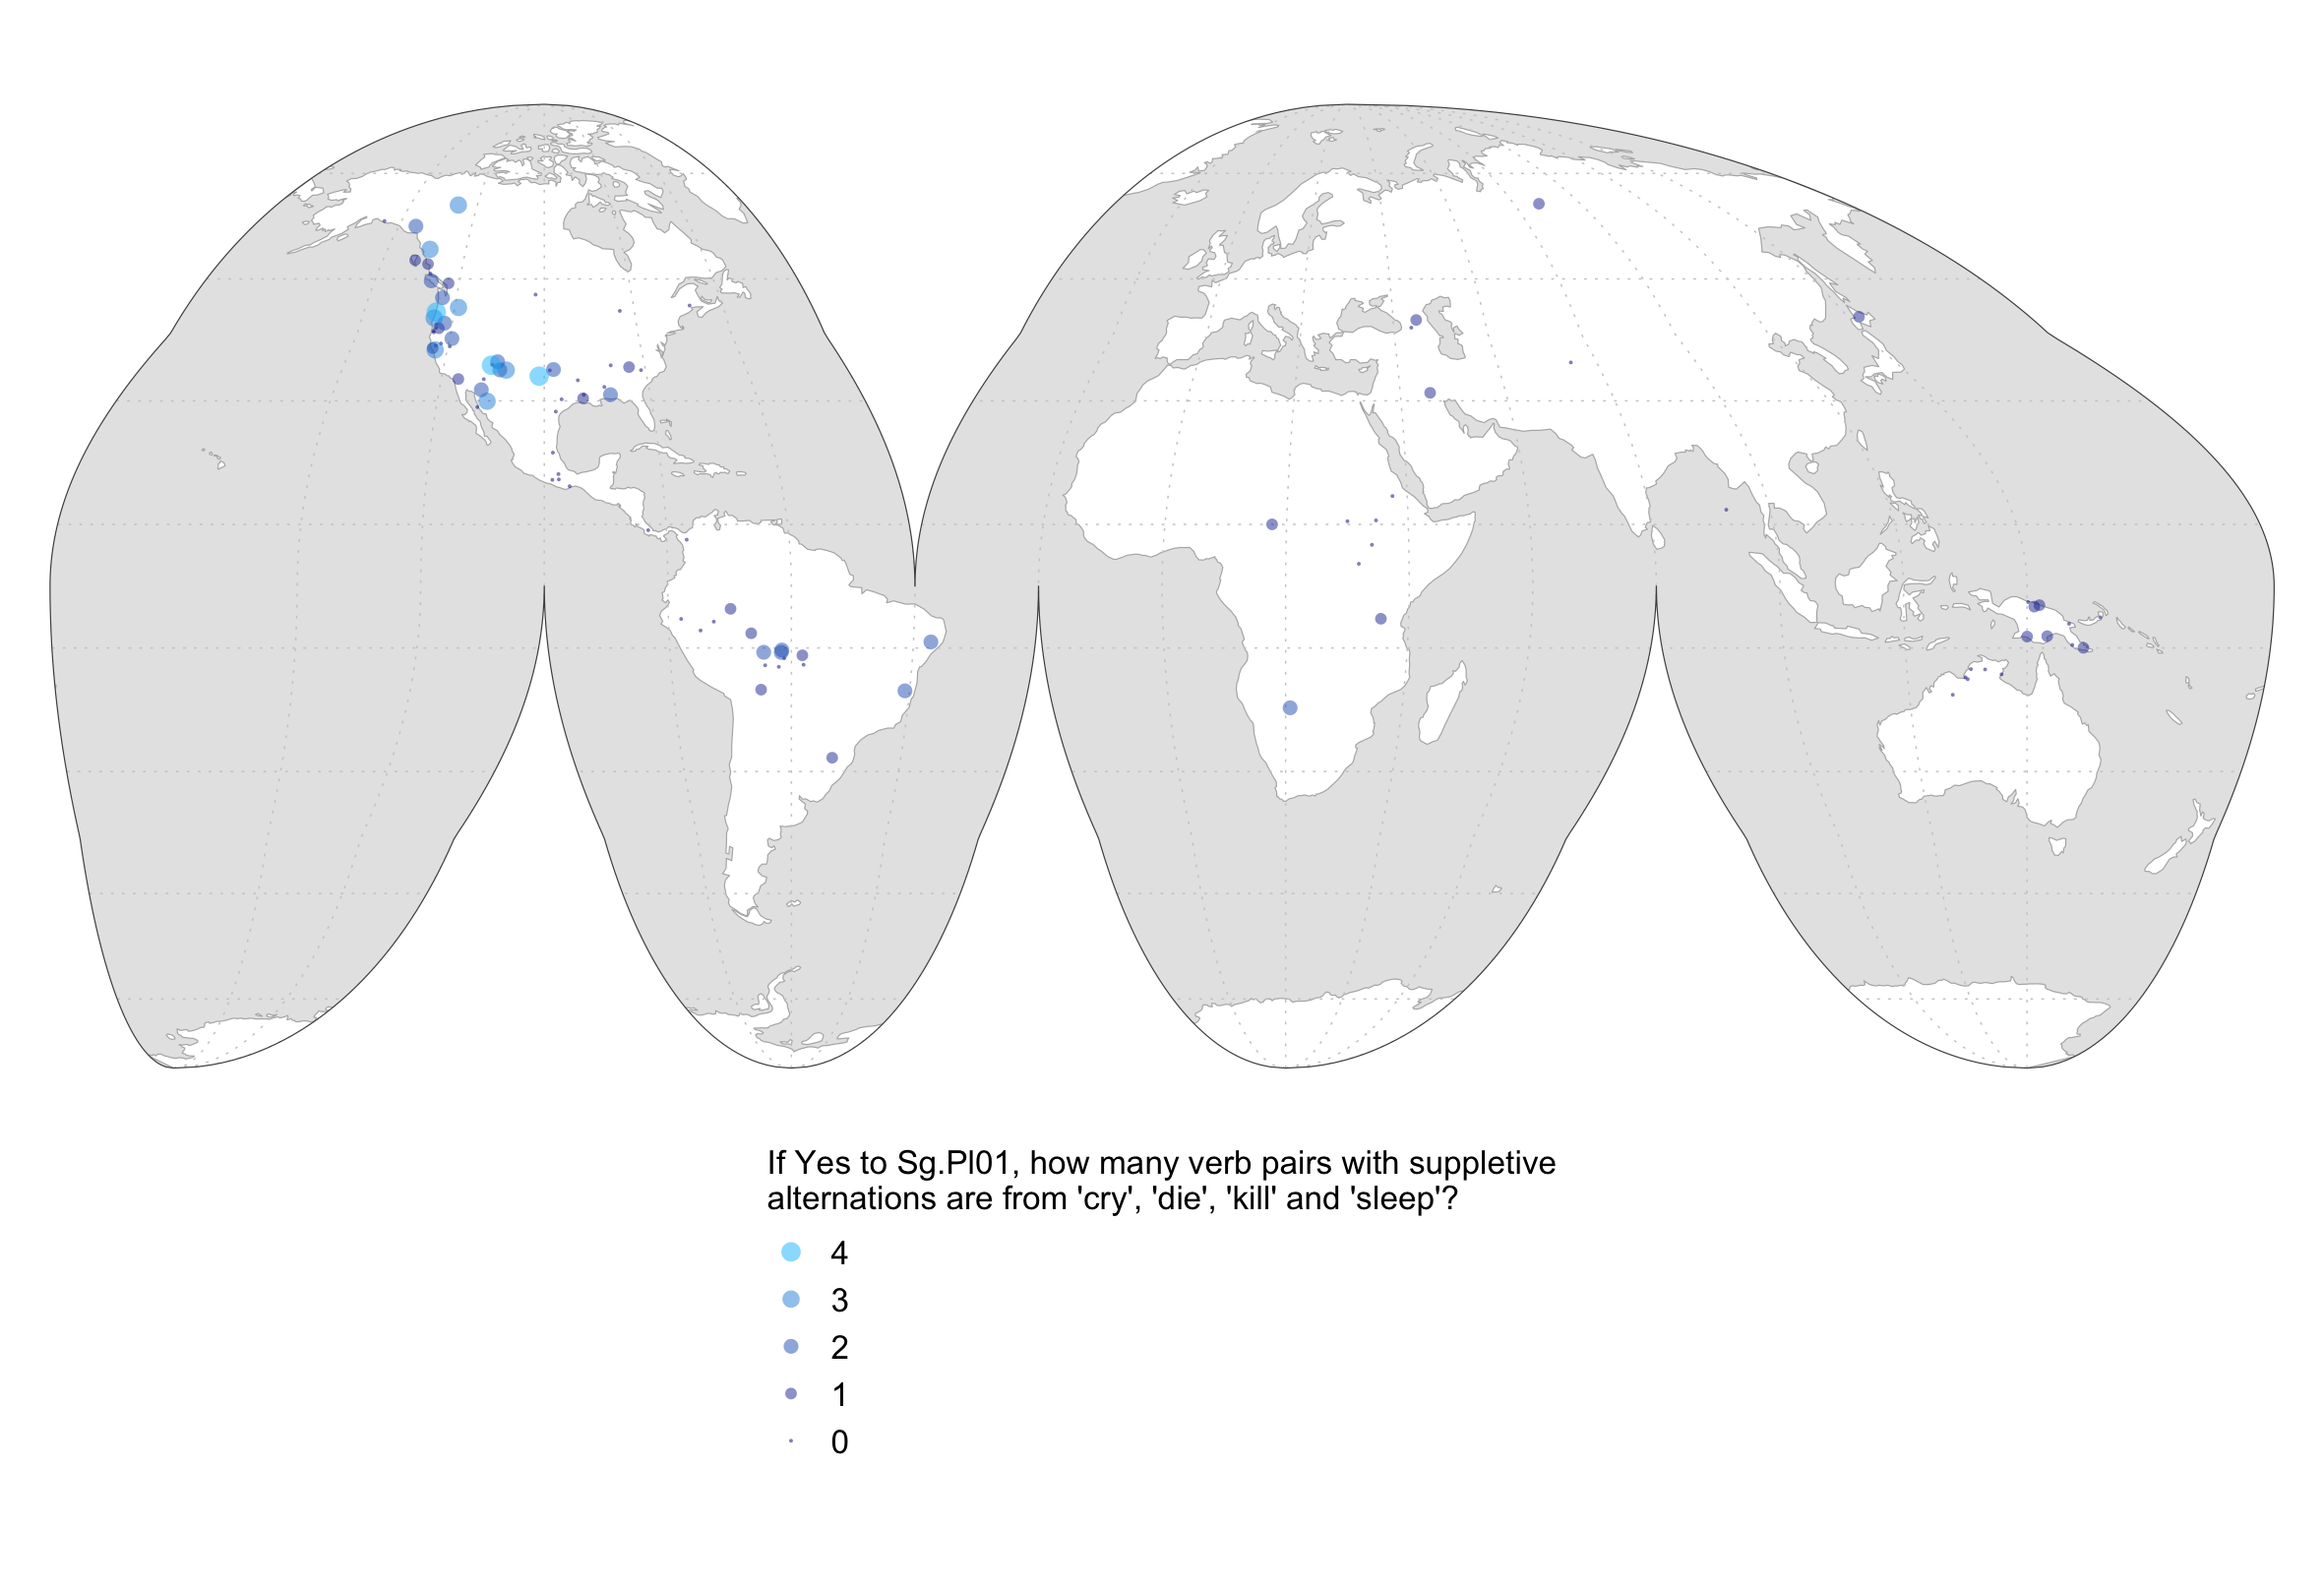 If Yes to Sg.Pl01, how many verb pairs with suppletive
alternations are from 'cry', 'die', 'kill' and 'sleep'?
4
3
2
1
0